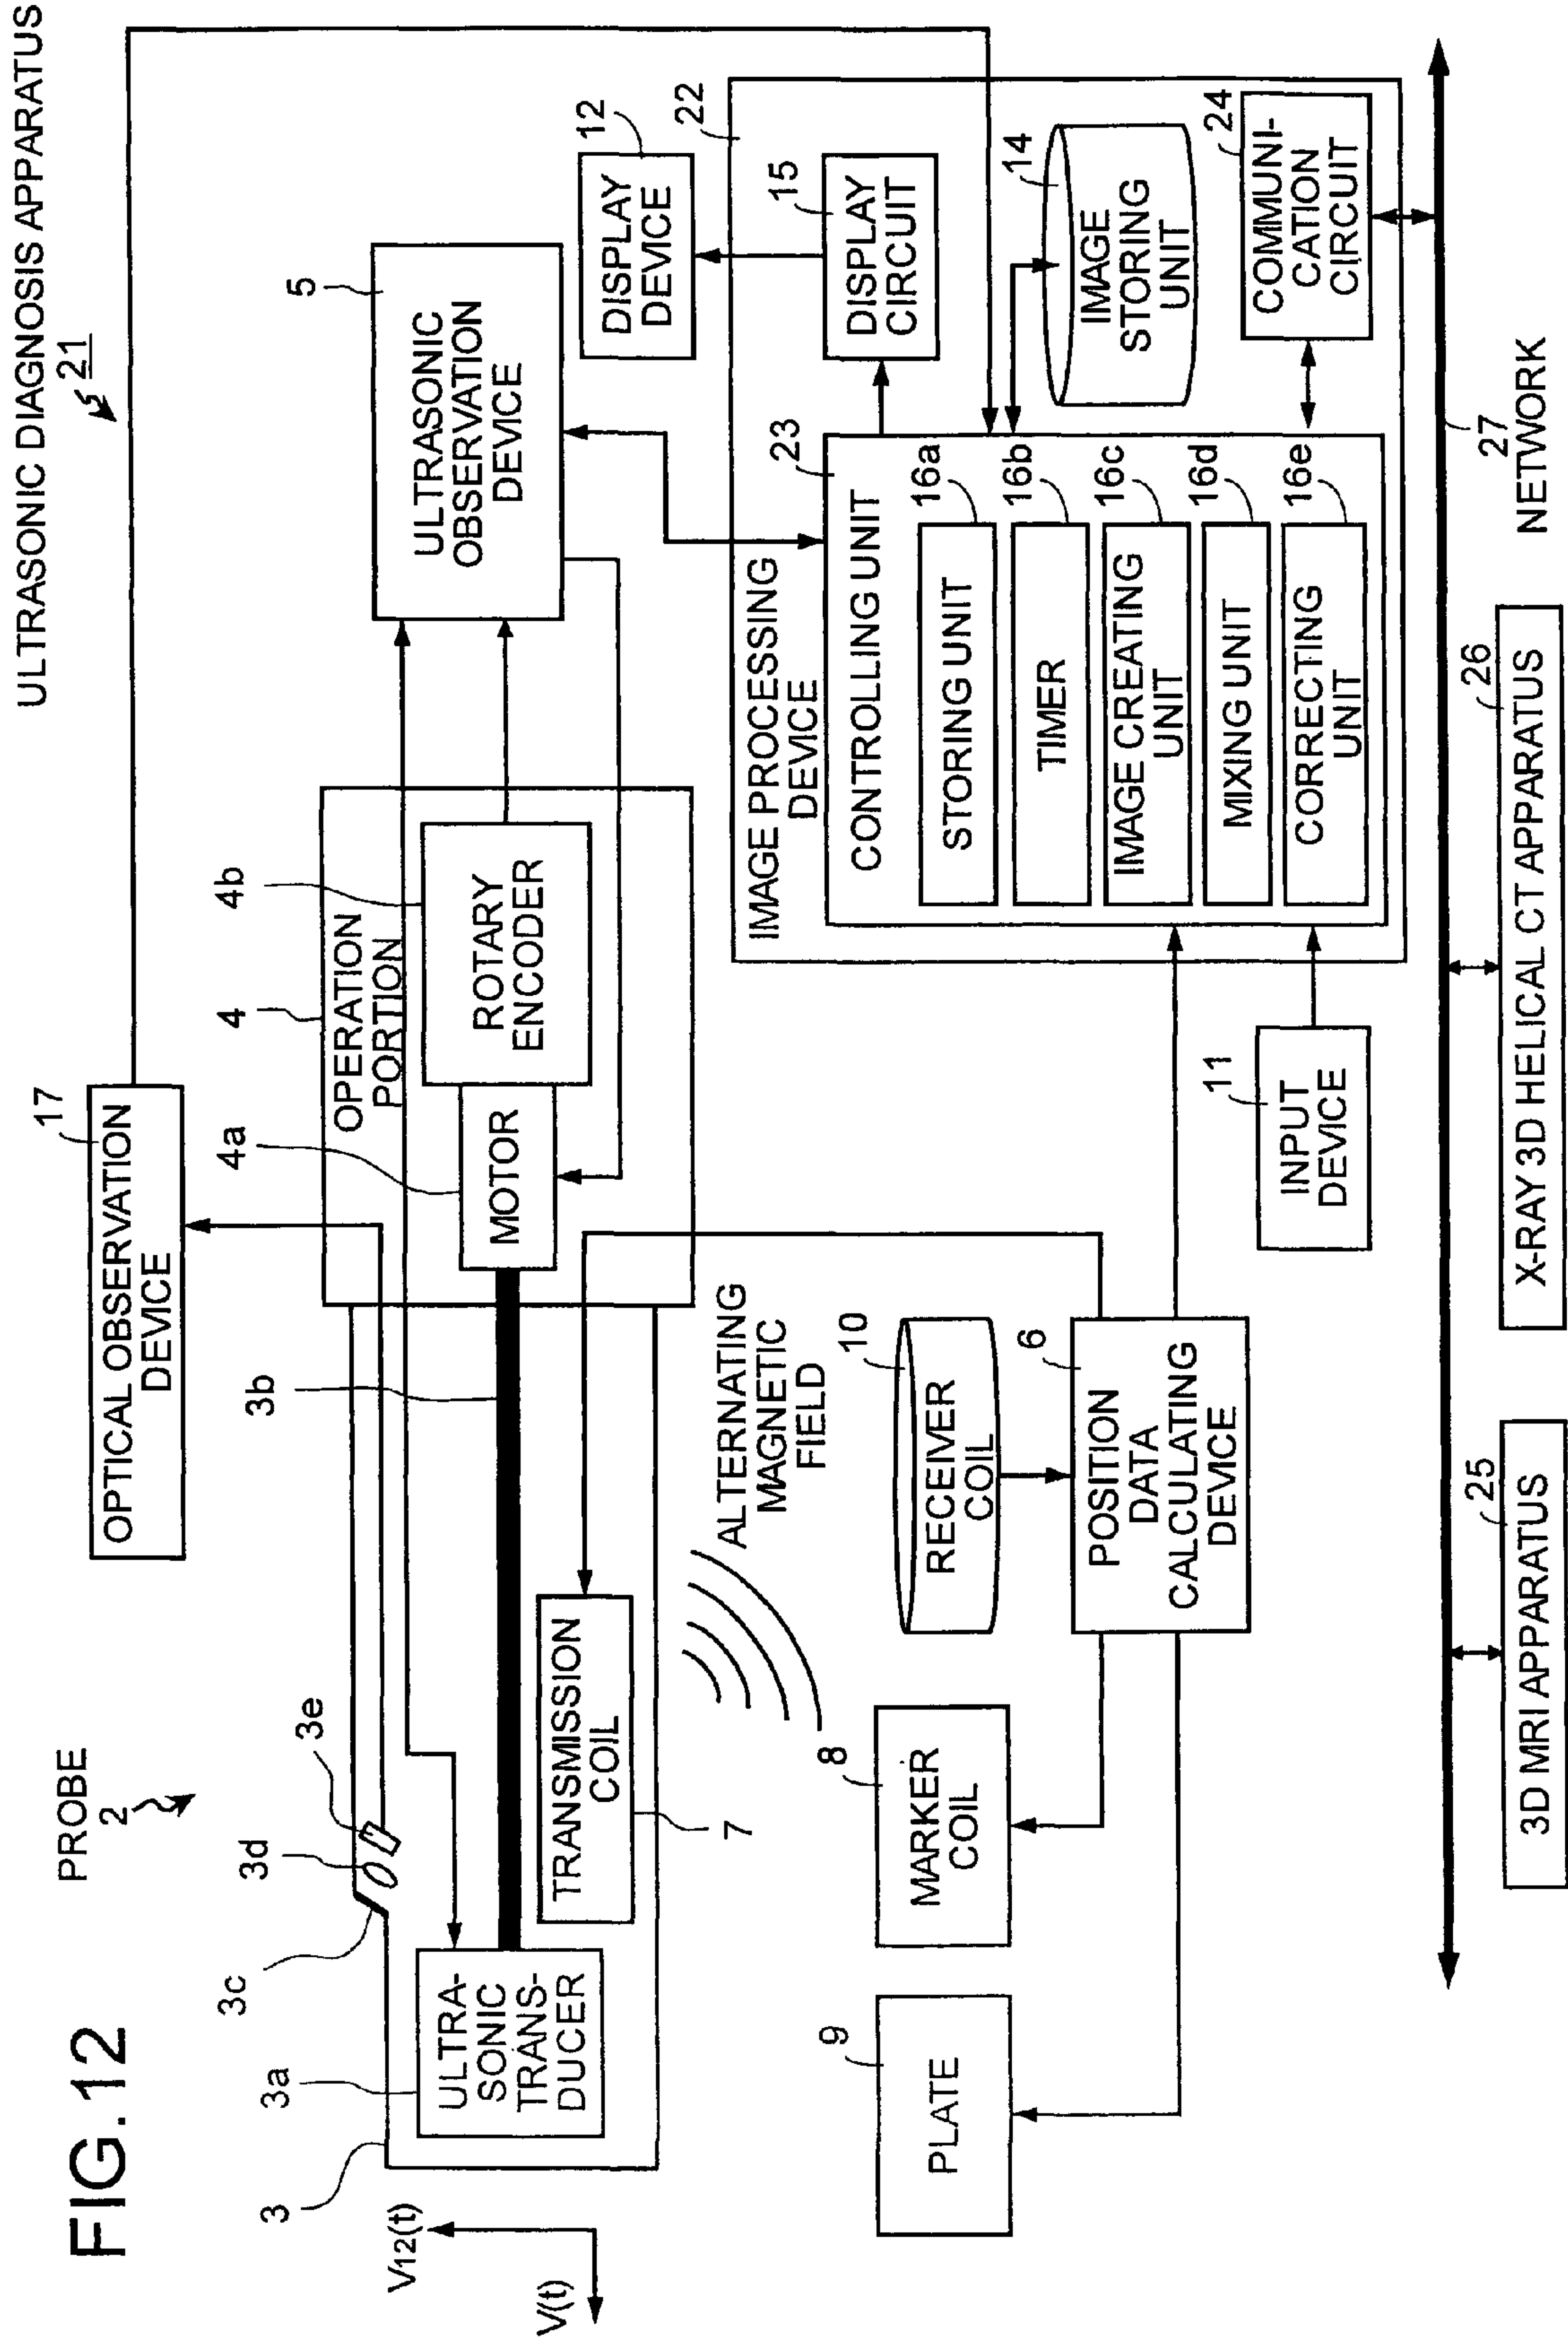 FIG.12
ULTRASONIC DIAGNOSIS APPARATUS
21
PROBE
2
17
OPTICAL OBSERVATION
DEVICE
V12(t)
V(t)
3
3a
3c
3d
3e
3b
ULTRA-
SONIC
TRANS-
DUCER
TRANSMISSION
COIL
7
4
OPERATION
PORTION
4a
MOTOR
4b
ROTARY
ENCODER
5
ULTRASONIC
OBSERVATION
DEVICE
12
DISPLAY
DEVICE
ALTERNATING
MAGNETIC
FIELD
9
PLATE
8
MARKER
COIL
10
RECEIVER
COIL
6
POSITION
DATA
CALCULATING
DEVICE
11
INPUT
DEVICE
22
IMAGE PROCESSING
DEVICE
23
CONTROLLING UNIT
16a
STORING UNIT
16b
TIMER
16c
IMAGE CREATING
UNIT
16d
MIXING UNIT
16e
CORRECTING
UNIT
15
DISPLAY
CIRCUIT
14
IMAGE
STORING
UNIT
24
COMMUNI-
CATION
CIRCUIT
27
NETWORK
25
3D MRI APPARATUS
26
X-RAY 3D HELICAL CT APPARATUS